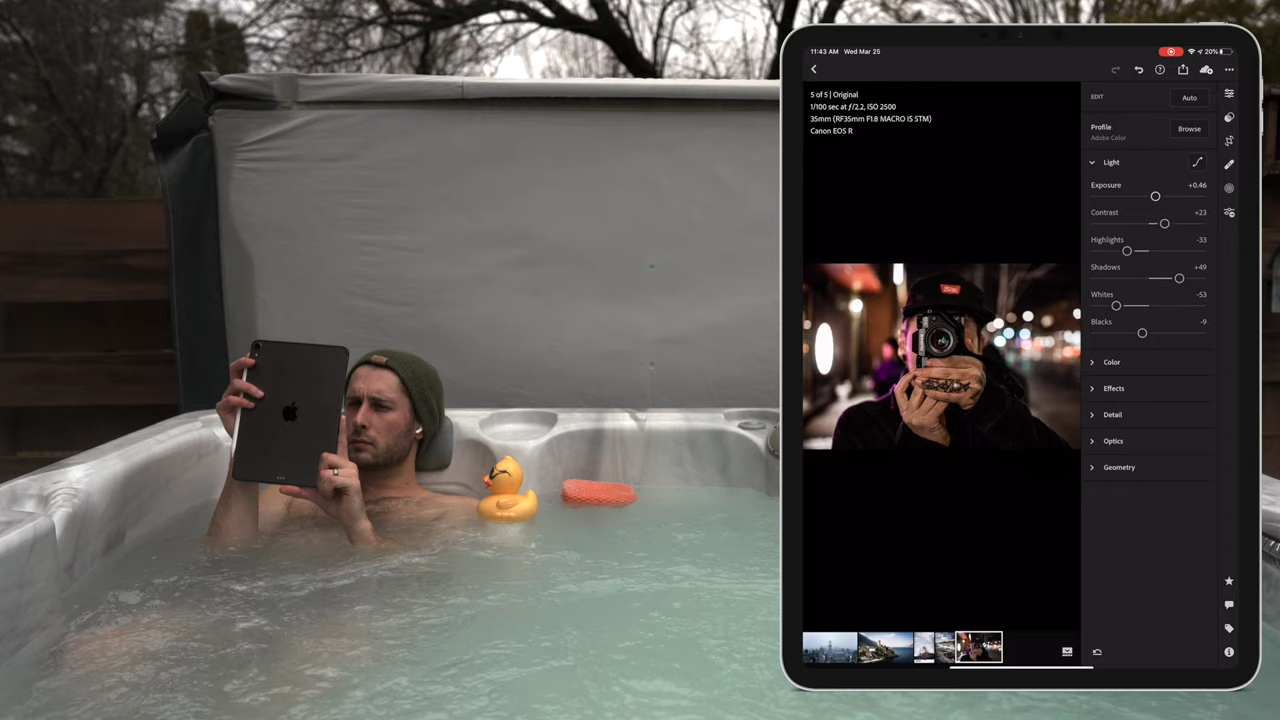 11:43 AM Wed Mar 25
20%
5 of 5 | Original
1/100 sec at ƒ/2.2, ISO 2500
35mm (RF35mm F1.8 MACRO IS STM)
Canon EOS R
EDIT
Auto
Profile
Adobe Color
Browse
Light
Exposure +0.46
Contrast +23
Highlights -33
Shadows +49
Whites -53
Blacks -9
Color
Effects
Detail
Optics
Geometry